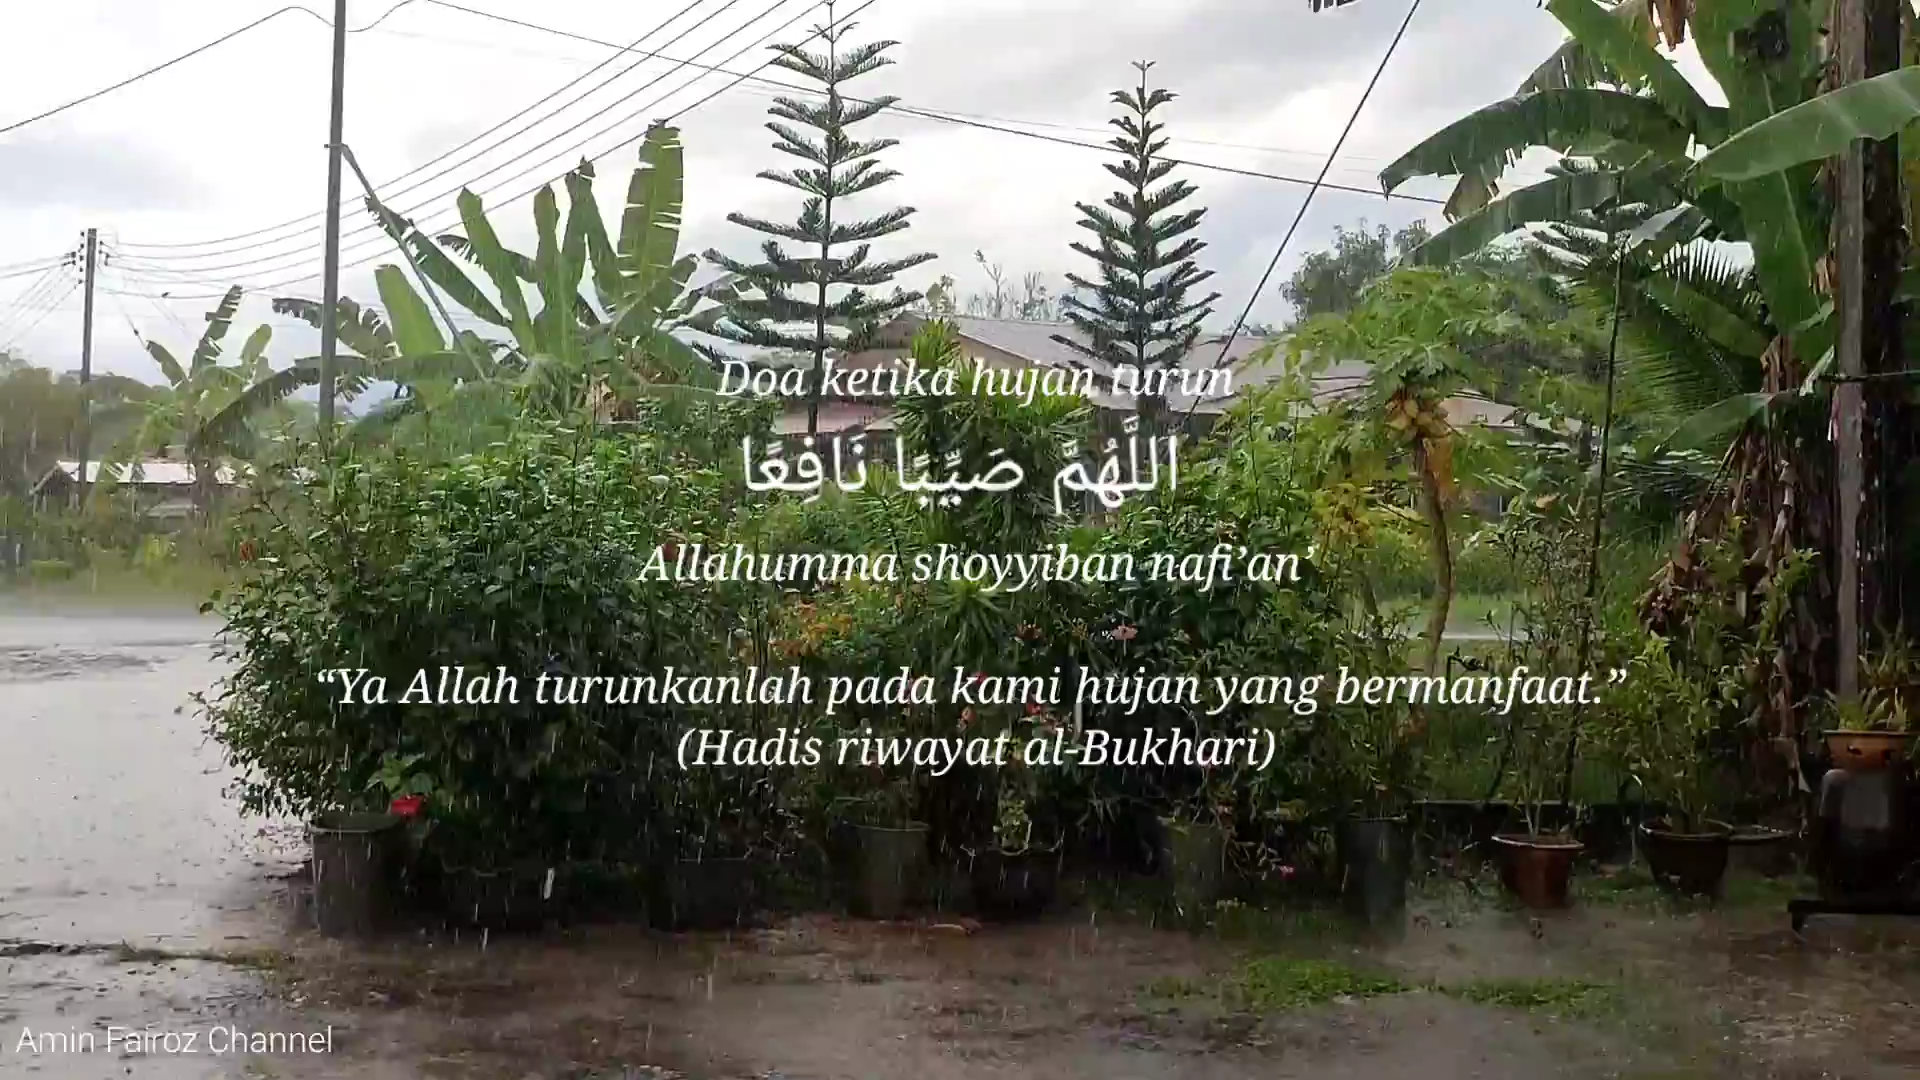 Doa ketika hujan turun
اللَّهُمَّ صَيِّبًا نَافِعًا
Allahumma shoyyiban nafi’an’
“Ya Allah turunkanlah pada kami hujan yang bermanfaat.”
(Hadis riwayat al-Bukhari)
Amin Fairoz Channel